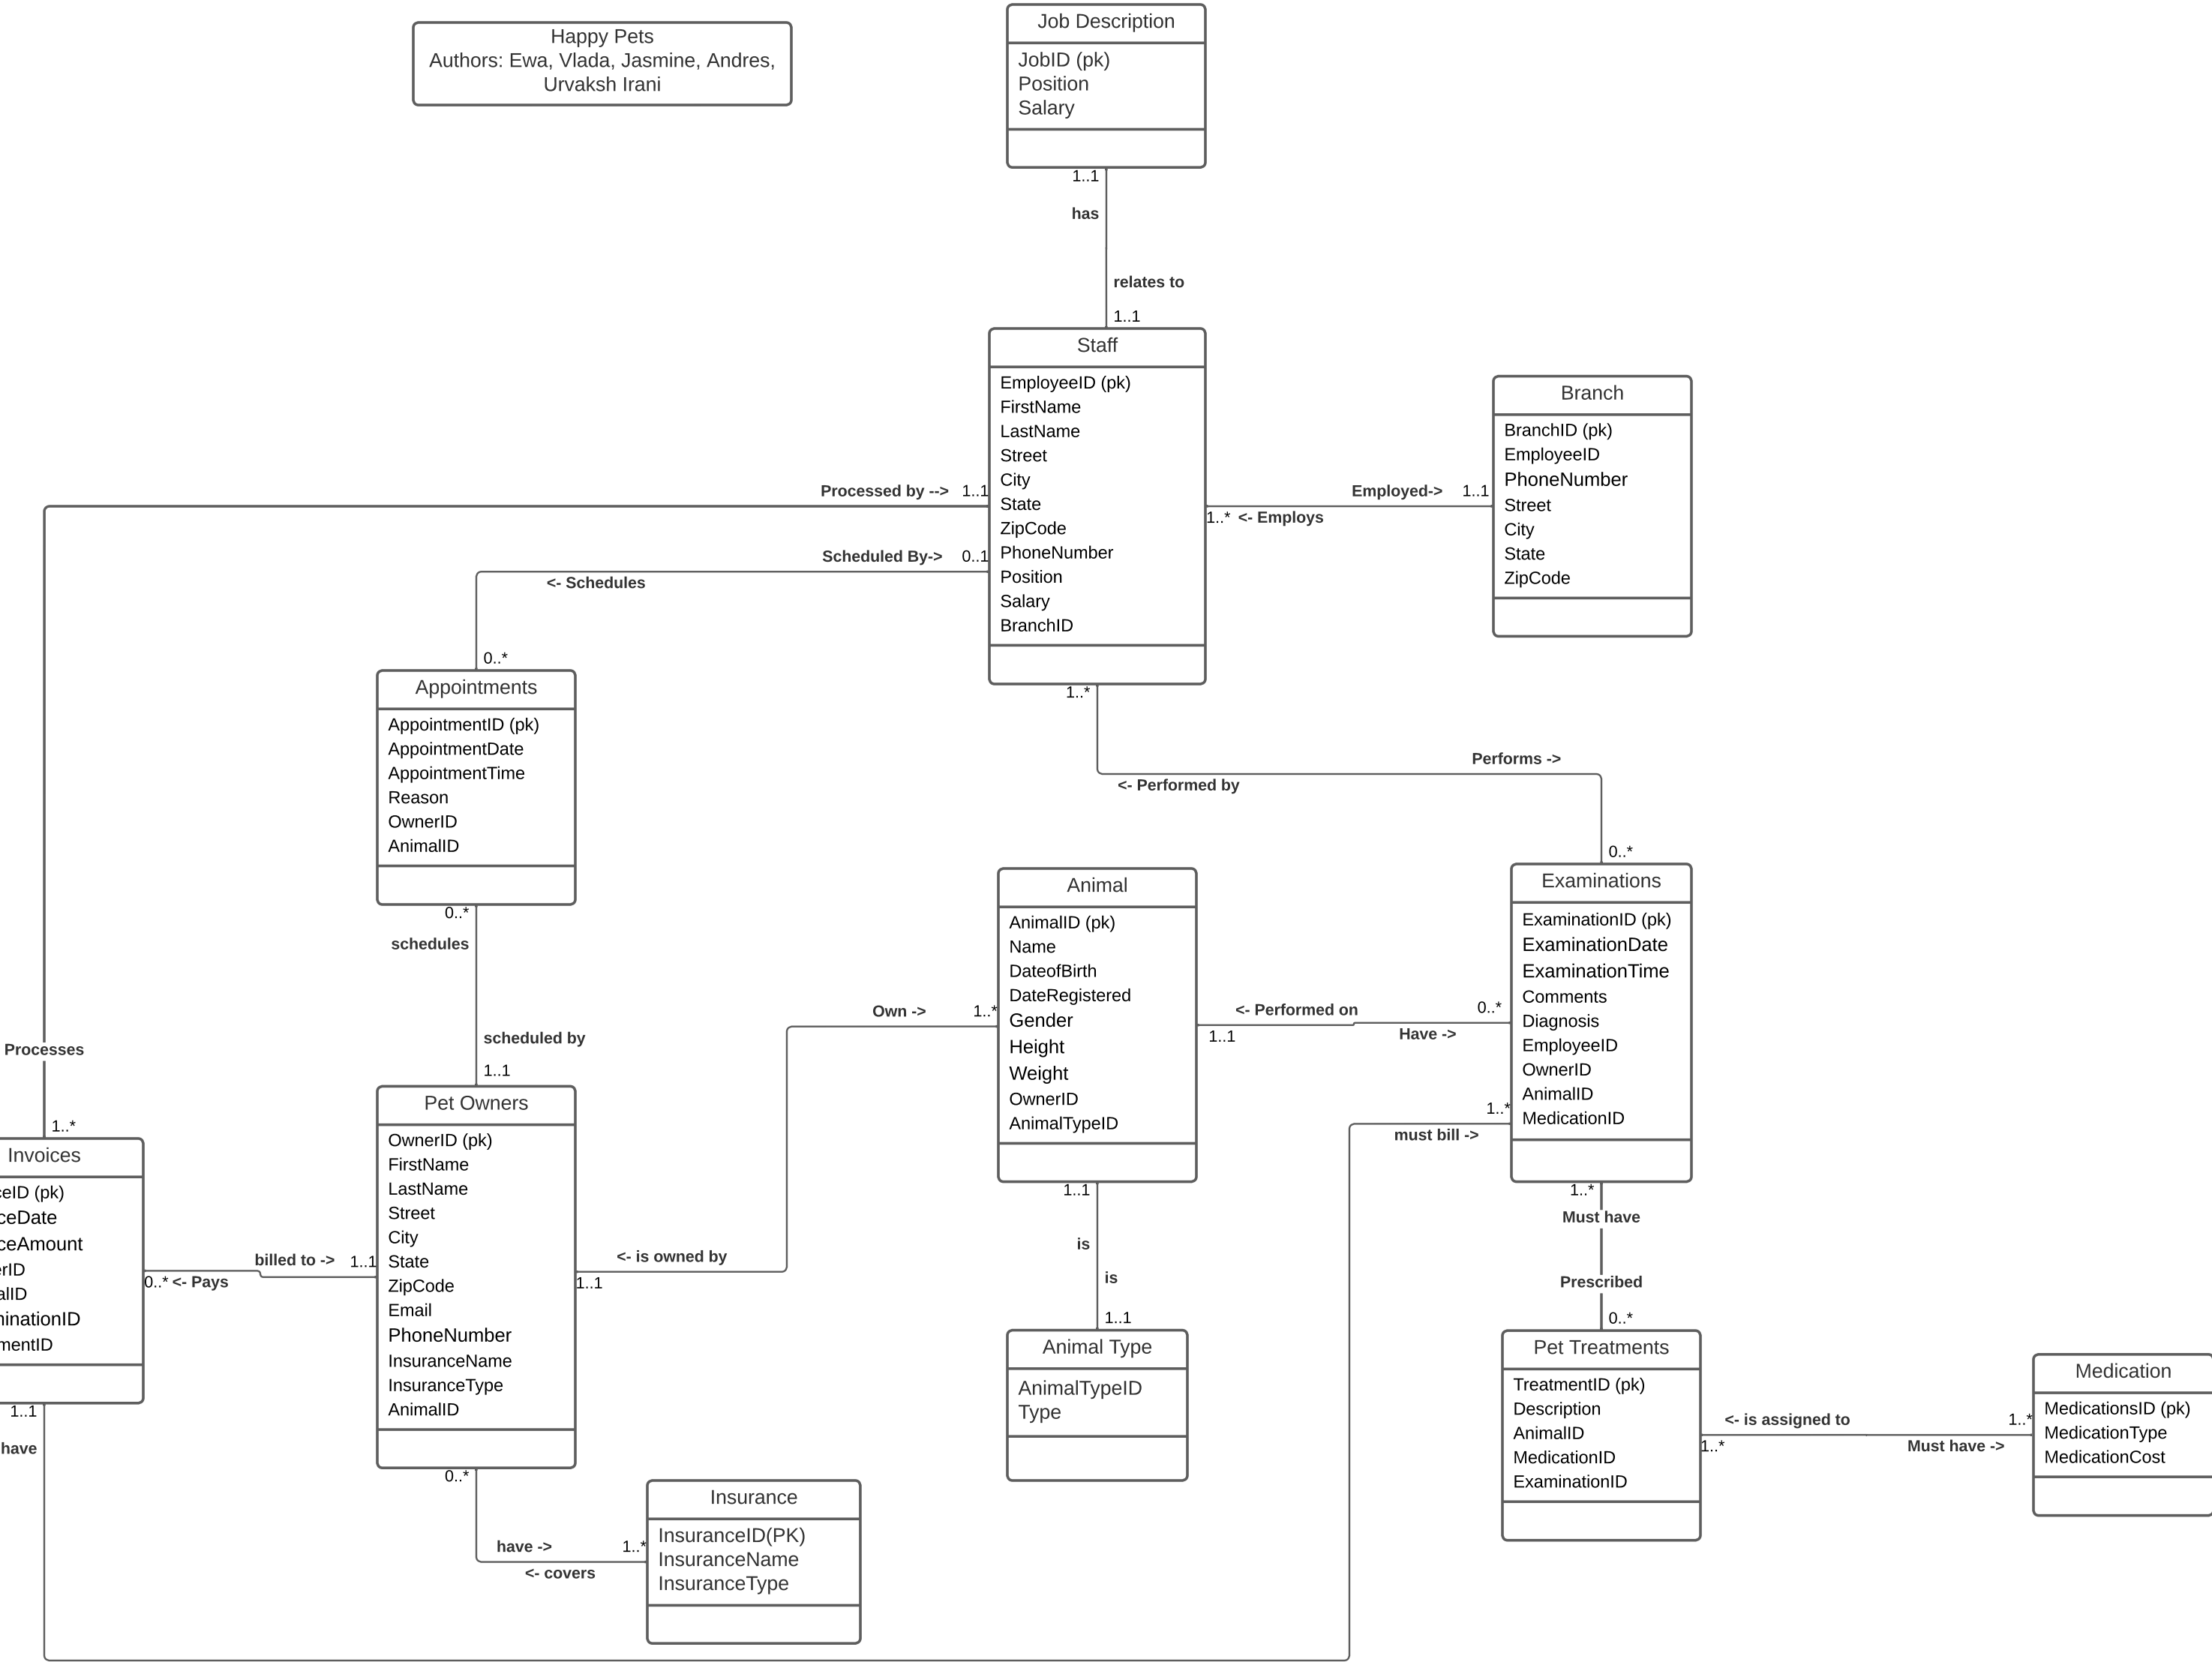 Happy Pets
Authors: Ewa, Vlada, Jasmine, Andres,
Urvaksh Irani
Job Description
JobID (pk)
Position
Salary
1..1
has
relates to
1..1
Staff
EmployeeID (pk)
FirstName
LastName
Street
City
State
ZipCode
PhoneNumber
Position
Salary
BranchID
Branch
BranchID (pk)
EmployeeID
PhoneNumber
Street
City
State
ZipCode
Employed-> 1..1
1..* <- Employs
Processed by --> 1..1
Scheduled By-> 0..1
<- Schedules
0..*
Appointments
AppointmentID (pk)
AppointmentDate
AppointmentTime
Reason
OwnerID
AnimalID
0..*
schedules
scheduled by
1..1
1..*
Performs ->
<- Performed by
0..*
Animal
AnimalID (pk)
Name
DateofBirth
DateRegistered
Gender
Height
Weight
OwnerID
AnimalTypeID
Examinations
ExaminationID (pk)
ExaminationDate
ExaminationTime
Comments
Diagnosis
EmployeeID
OwnerID
AnimalID
MedicationID
<- Performed on 0..*
1..1 Have ->
Own -> 1..*
<- is owned by
1..1
1..*
must bill ->
Processes
1..*
Invoices
ceID (pk)
ceDate
ceAmount
erID
alID
minationID
mentID
billed to -> 1..1
0..* <- Pays
1..1
have
Pet Owners
OwnerID (pk)
FirstName
LastName
Street
City
State
ZipCode
Email
PhoneNumber
InsuranceName
InsuranceType
AnimalID
0..*
have -> 1..*
<- covers
Insurance
InsuranceID(PK)
InsuranceName
InsuranceType
1..1
is
is
1..1
Animal Type
AnimalTypeID
Type
1..*
Must have
Prescribed
0..*
Pet Treatments
TreatmentID (pk)
Description
AnimalID
MedicationID
ExaminationID
<- is assigned to 1..*
1..* Must have ->
Medication
MedicationsID (pk)
MedicationType
MedicationCost